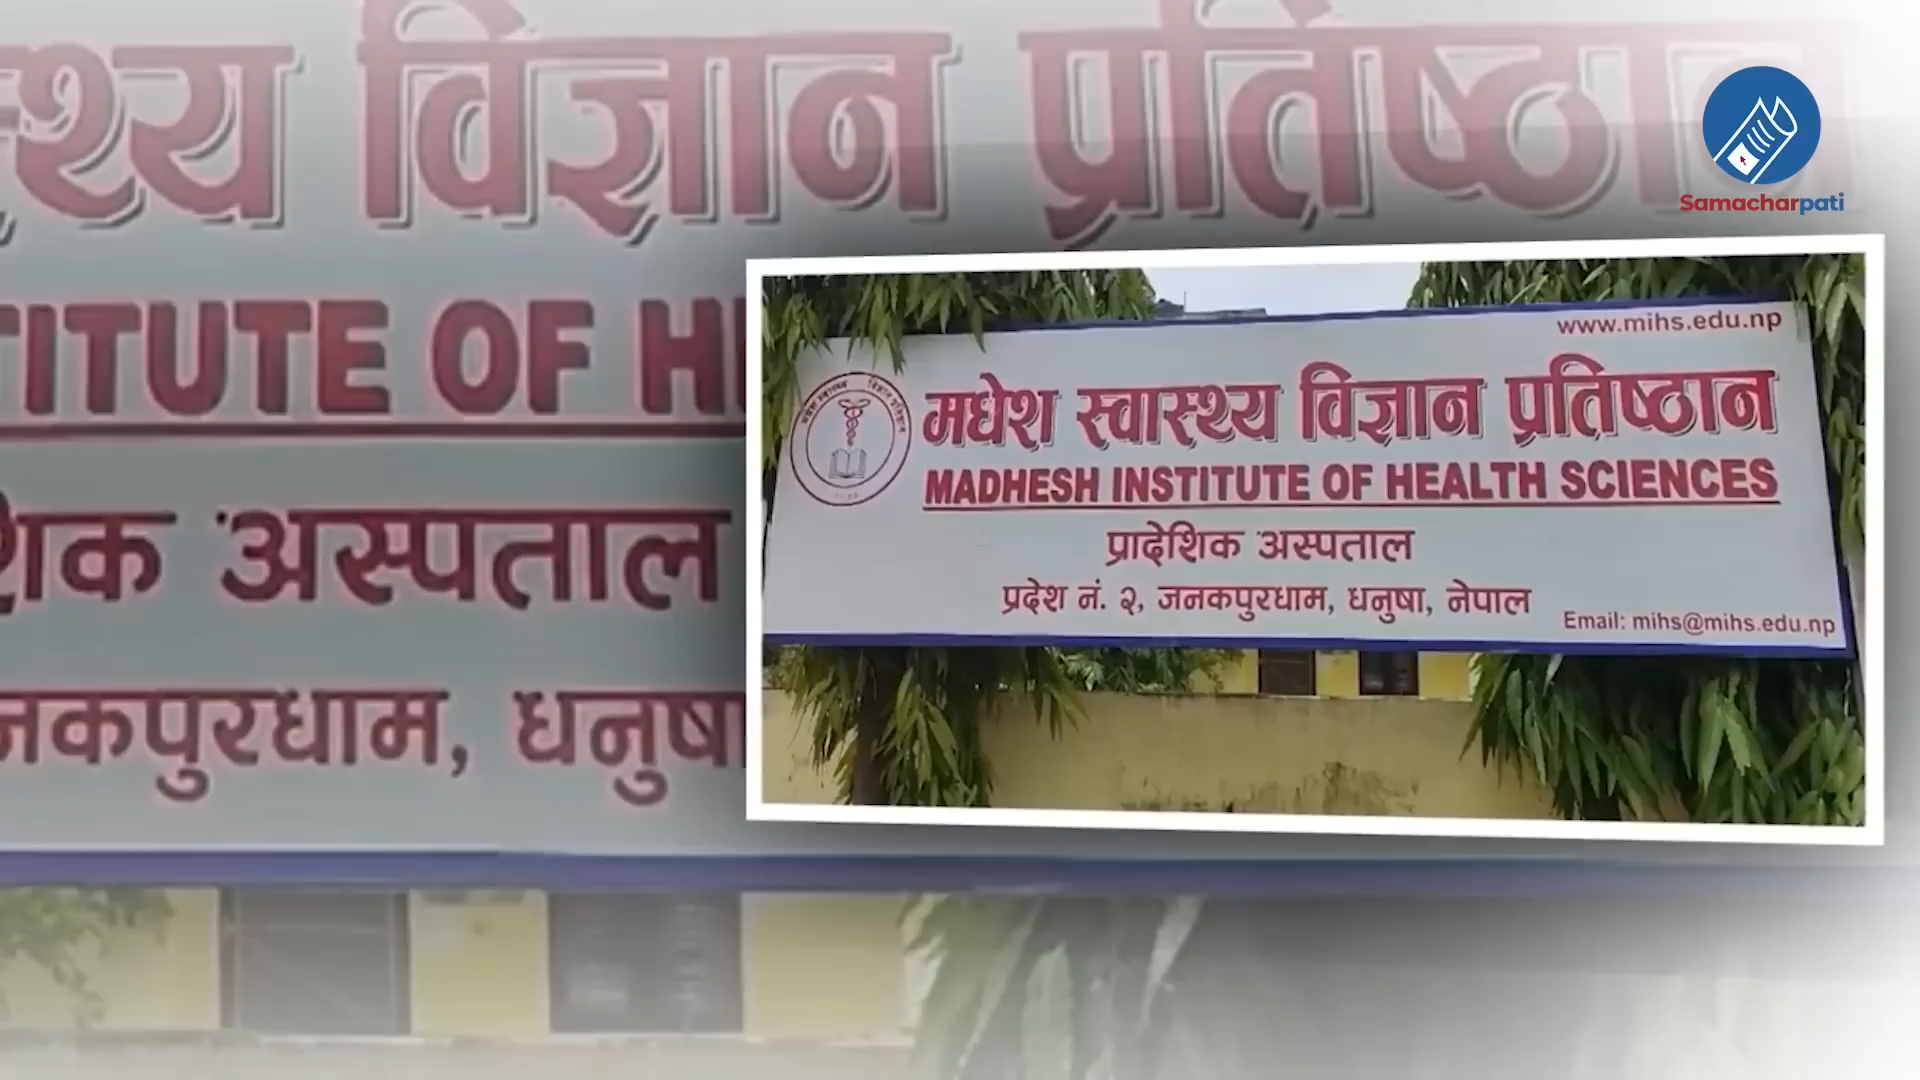 स्थ्य विज्ञान प्रतिष्ठान
TITUTE OF H
शिक अस्पताल
नकपुरधाम, धनुषा
Samacharpati
www.mihs.edu.np
मधेश स्वास्थ्य विज्ञान प्रतिष्ठान
MADHESH INSTITUTE OF HEALTH SCIENCES
प्रादेशिक अस्पताल
प्रदेश नं. २, जनकपुरधाम, धनुषा, नेपाल
Email: mihs@mihs.edu.np